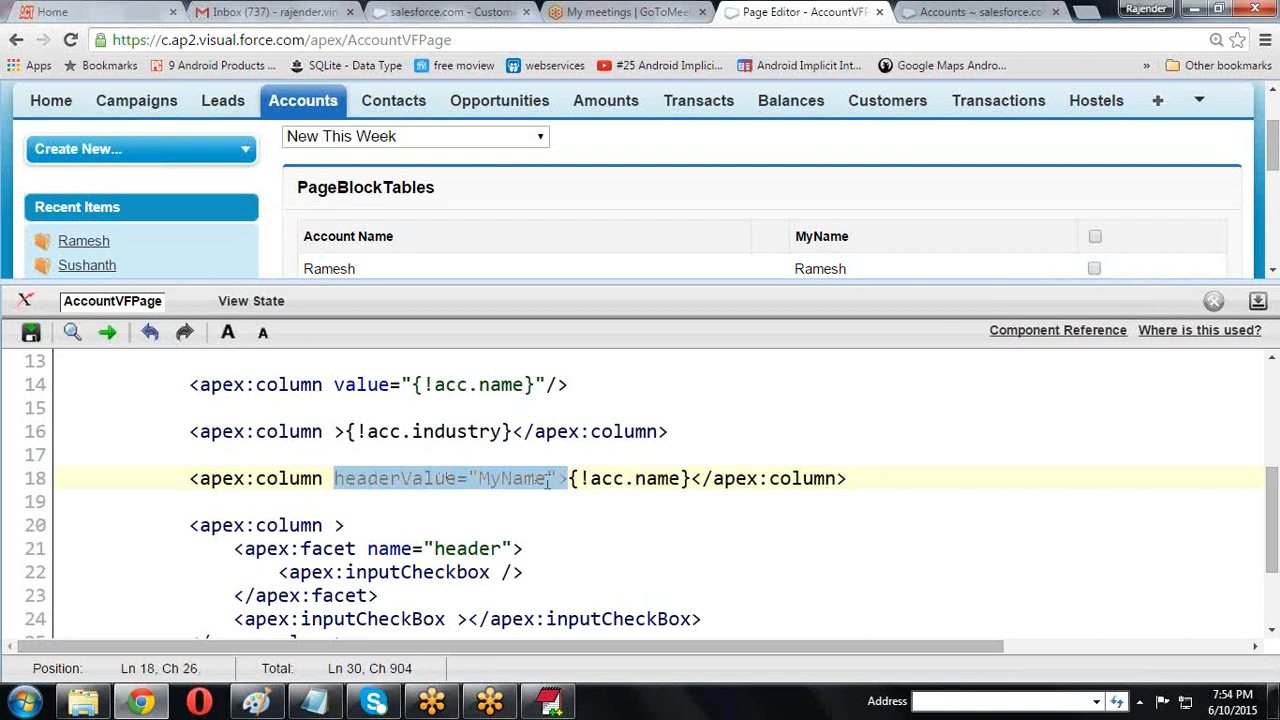 Home
Inbox (737) - rajender.vin
salesforce.com - Custome
My meetings | GoToMeet
Page Editor - AccountVFP
Accounts ~ salesforce.co
Rajender
https://c.ap2.visual.force.com/apex/AccountVFPage
Apps
Bookmarks
9 Android Products ...
SQLite - Data Type
free moview
webservices
#25 Android Implici...
Android Implicit Int...
Google Maps Andro...
»
Other bookmarks
Home
Campaigns
Leads
Accounts
Contacts
Opportunities
Amounts
Transacts
Balances
Customers
Transactions
Hostels
+
Create New...
New This Week
Recent Items
Ramesh
Sushanth
PageBlockTables
Account Name
MyName
Ramesh
Ramesh
AccountVFPage
View State
A
A
Component Reference
Where is this used?
13
14 <apex:column value="{!acc.name}"/>
15
16 <apex:column >{!acc.industry}</apex:column>
17
18 <apex:column headerValue="MyName">{!acc.name}</apex:column>
19
20 <apex:column >
21 <apex:facet name="header">
22 <apex:inputCheckbox />
23 </apex:facet>
24 <apex:inputCheckBox ></apex:inputCheckBox>
Position:
Ln 18, Ch 26
Total:
Ln 30, Ch 904
Address
7:54 PM
6/10/2015